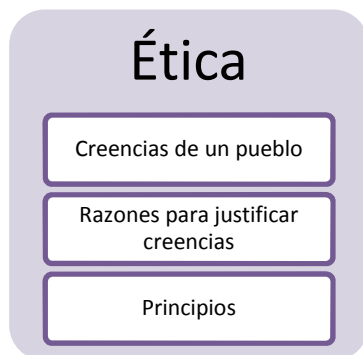 Ética
Creencias de un pueblo
Razones para justificar
creencias
Principios